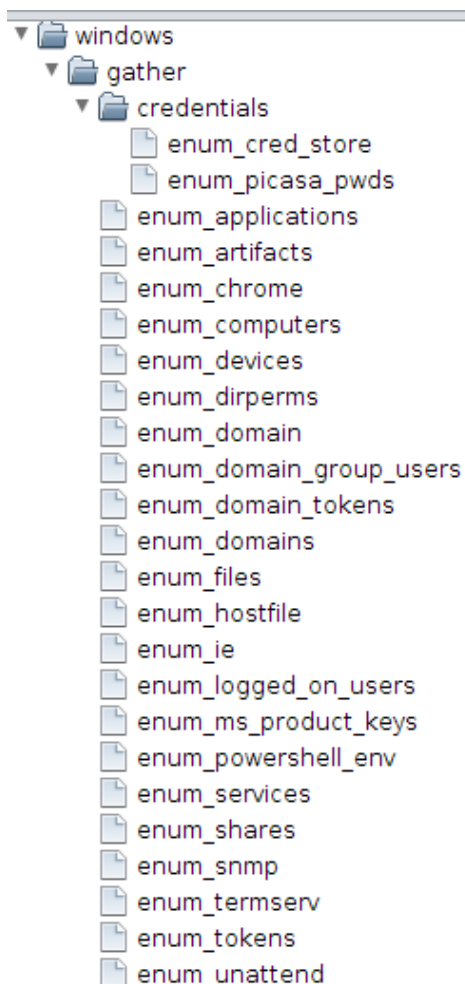 windows
gather
credentials
enum_cred_store
enum_picasa_pwds
enum_applications
enum_artifacts
enum_chrome
enum_computers
enum_devices
enum_dirperms
enum_domain
enum_domain_group_users
enum_domain_tokens
enum_domains
enum_files
enum_hostfile
enum_ie
enum_logged_on_users
enum_ms_product_keys
enum_powershell_env
enum_services
enum_shares
enum_snmp
enum_termserv
enum_tokens
enum_unattend